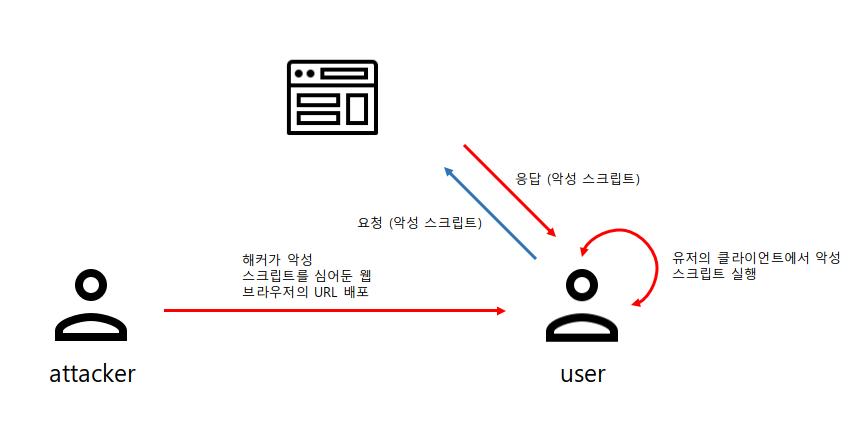 응답 (악성 스크립트)
요청 (악성 스크립트)
해커가 악성
스크립트를 심어둔 웹
브라우저의 URL 배포
유저의 클라이언트에서 악성
스크립트 실행
attacker
user